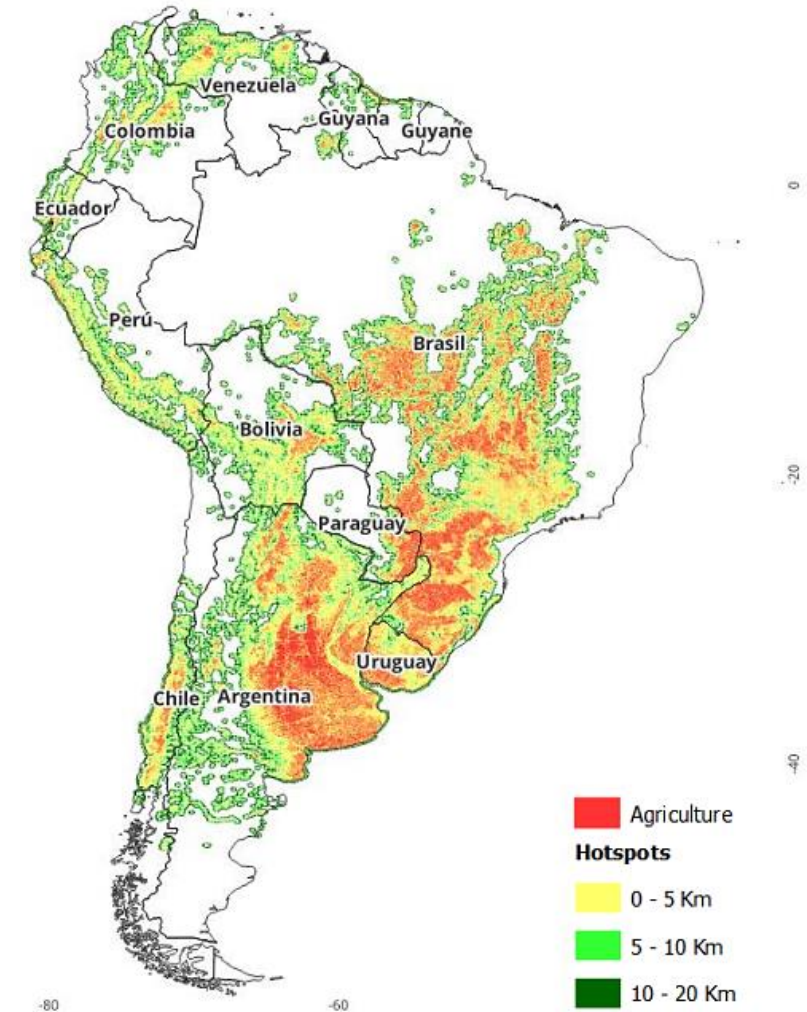 Venezuela
Guyana
Guyane
Colombia
Ecuador
Perú
Brasil
Bolivia
Paraguay
Uruguay
Chile
Argentina
0
-20
-40
Agriculture
Hotspots
0 - 5 Km
5 - 10 Km
10 - 20 Km
-80
-60